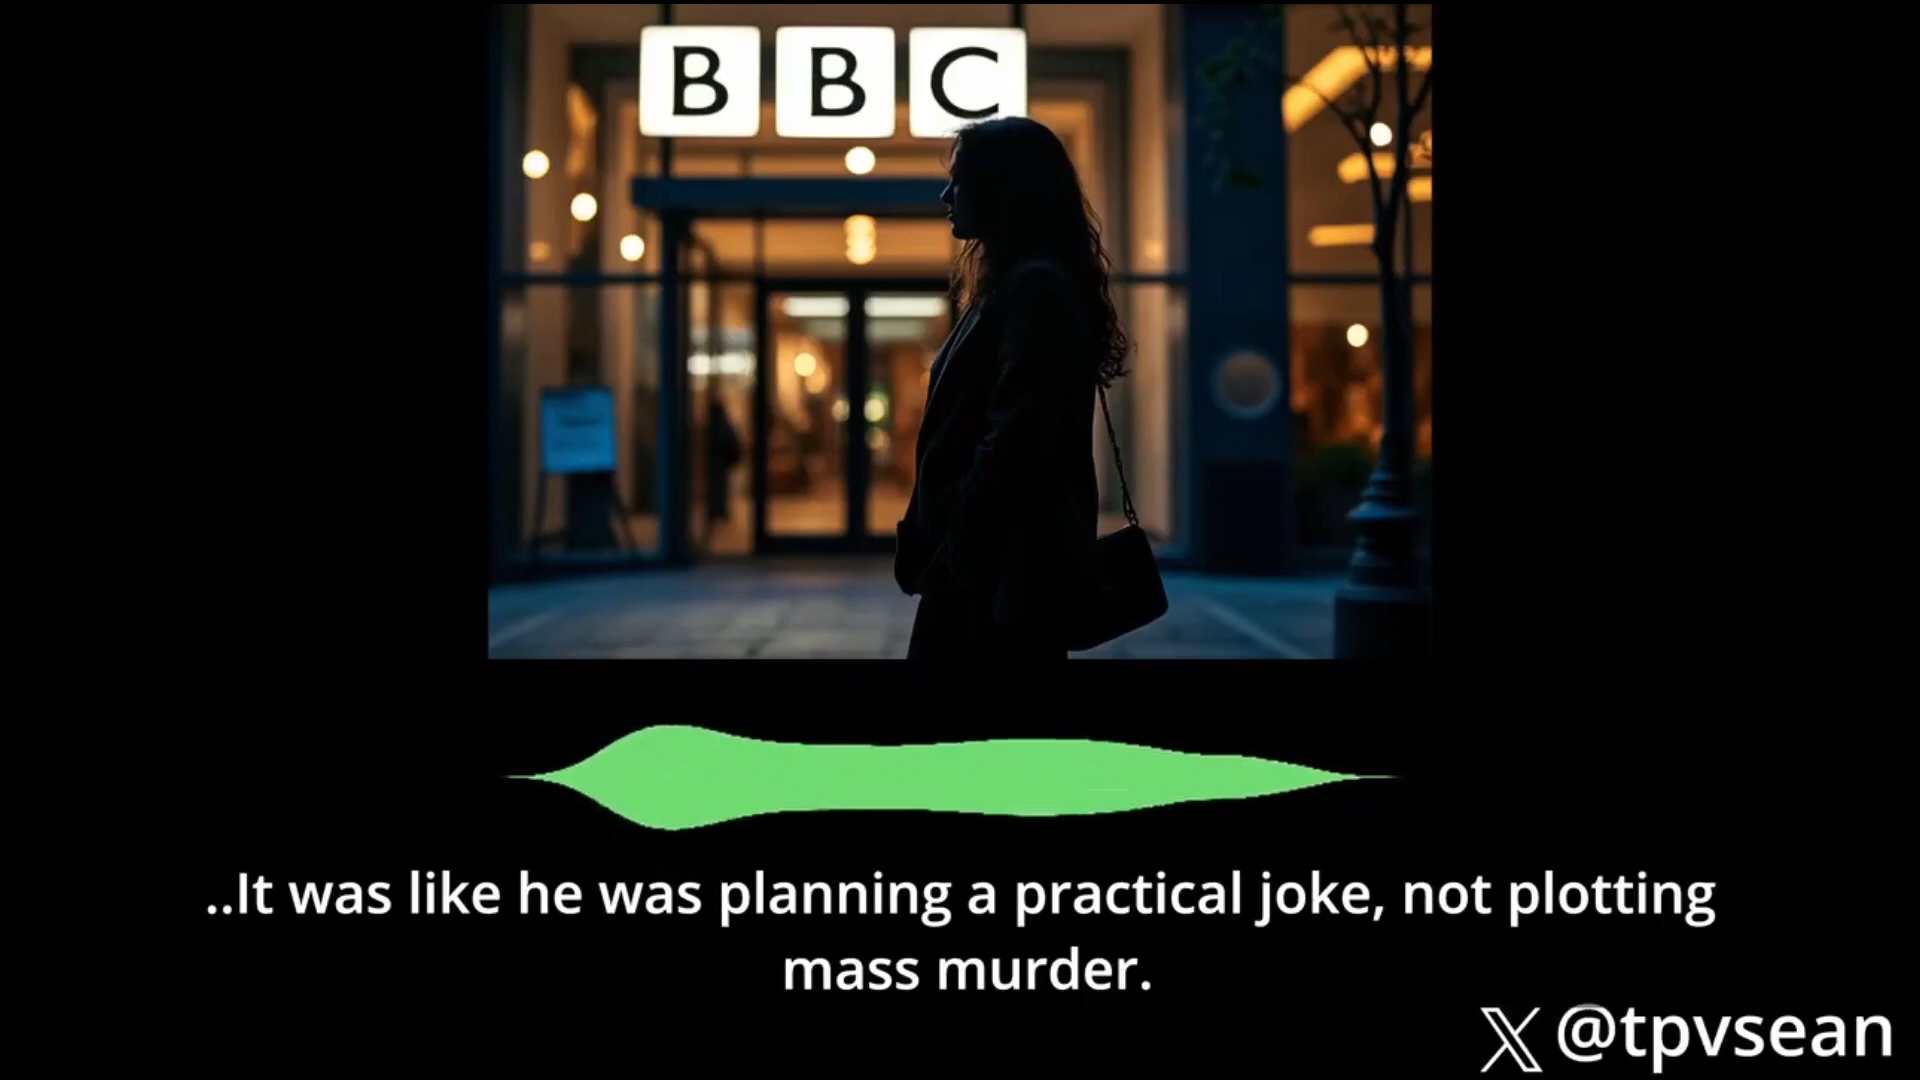 BBC
..It was like he was planning a practical joke, not plotting
mass murder.
X @tpvsean